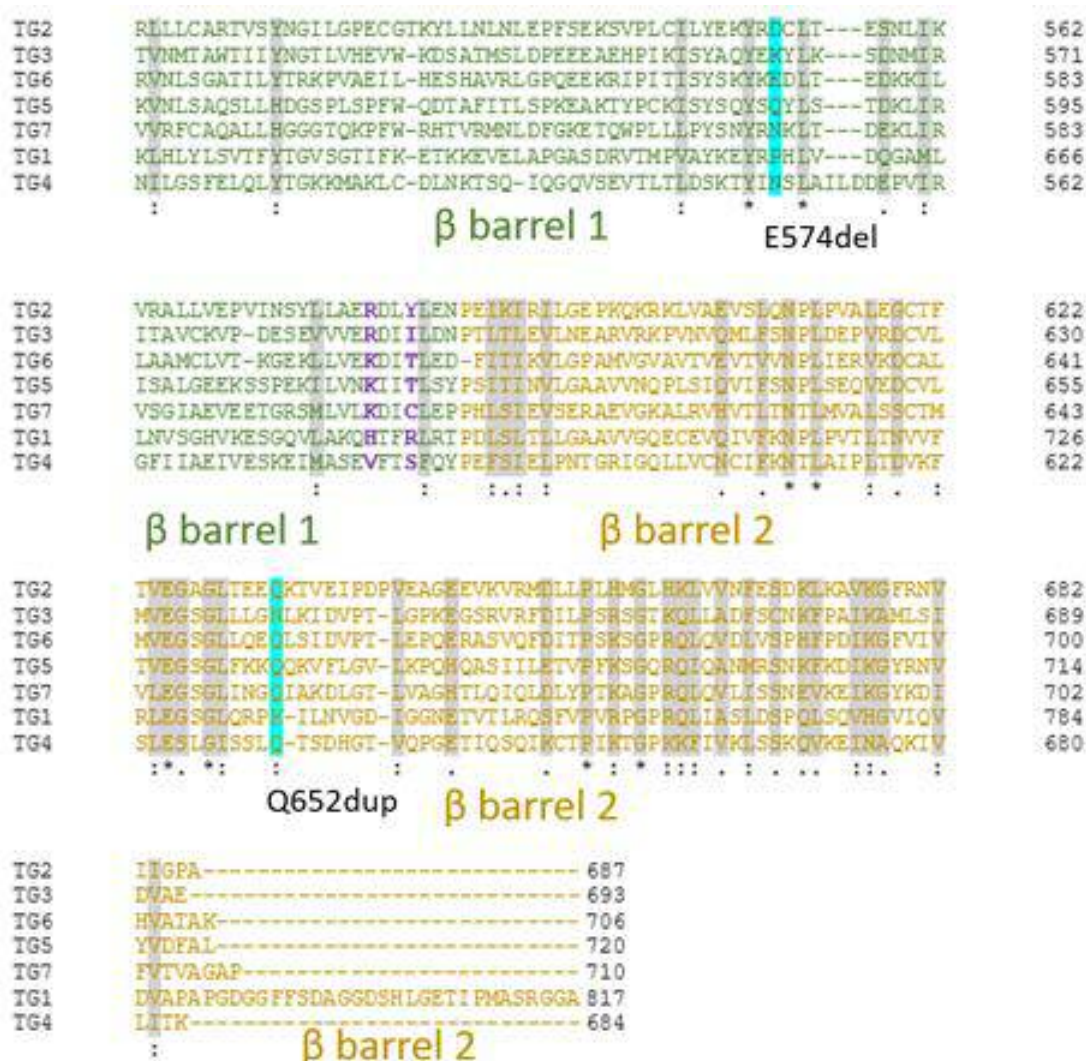 TG2 RLLLCARTVSYNGILGPECGTKYLLNLNLEPFSEKSVPLCILYEKYRDCLT---ESNLIK 562
TG3 TVNMTAWTIIYNGTLVHEVW-KDSATMSLDPEEEAEHPIKISYAQYEKYLK---SDNMIR 571
TG6 RVNLSGATILYTRKPVAEIL-HESHAVRLGPQEEKRIPITISYSKYKEDLT---EDKKIL 583
TG5 KVNLSAQSLLHDGSPLSPFW-QDTAFITLSPKEAKTYPCKISYSQYSQYLS---TDKLIR 595
TG7 VVRFCAQALLHGGGTQKPFW-RHTVRMNLDFGKETQWPLLLPYSNYRNKLT---DEKLIR 583
TG1 KLHLYLSVTFYTGVSGTIFK-ETKKEVELAPGASDRVTMPVAYKEYRPHLV---DQGAML 666
TG4 NILGSFELQLYTGKKMAKLC-DLNKTSQ-IQGQVSEVTLTLDSKTYINSLAILDDEPVIR 562
: : : * * . :
β barrel 1
E574del
TG2 VRALLVEPVINSYLLAERDLYLENPEIKIRILGEPKQKRKLVAEVSLQNPLPVALEGCTF 622
TG3 ITAVCKVP-DESEVVVERDIILDNPTLTLEVLNEARVRKPVNVQMLFSNPLDEPVRDCVL 630
TG6 LAAMCLVT-KGEKLLVEKDITLED-FITIKVLGPAMVGVAVTVEVTVVNPLIERVKDCAL 641
TG5 ISALGEEKSSPEKILVNKIITLSYPSITINVLGAAVVNQPLSIQVIFSNPLSEQVEDCVL 655
TG7 VSGIAEVEETGRSMLVLKDICLEPPHLSIEVSERAEVGKALRVHVTLTNTLMVALSSCTM 643
TG1 LNVSGHVKESGQVLAKQHTFRLRTPDLSLTLLGAAVVGQECEVQIVFKNPLPVTLTNVVF 726
TG4 GFIIAEIVESKEIMASEVFTSFQYPEFSIELPNTGRIGQLLVCNCIFKNTLAIPLTDVKF 622
: : :.: : . . * * : . :
β barrel 1
β barrel 2
TG2 TVEGAGLTEEQKTVEIPDPVEAGEEVKVRMDLLPLHMGLHKLVVNFESDKLKAVKGFRNV 682
TG3 MVEGSGLLLGNLKIDVPT-LGPKEGSRVRFDILPSRSGTKQLLADFSCNKFPAIKAMLSI 689
TG6 MVEGSGLLQEQLSIDVPT-LEPQERASVQFDITPSKSGPRQLQVDLVSPHFPDIKGFVIV 700
TG5 TVEGSGLFKKQQKVFLGV-LKPQHQASIILETVPFKSGQRQIQANMRSNKFKDIKGYRNV 714
TG7 VLEGSGLINGQIAKDLGT-LVAGHTLQIQLDLYPTKAGPRQLQVLISSNEVKEIKGYKDI 702
TG1 RLEGSGLQRPK-ILNVGD-IGGNETVTLRQSFVPVRPGPRQLIASLDSPQLSQVHGVIQV 784
TG4 SLESLGISSLQ-TSDHGT-VQPGETIQSQIKCTPIKTGPKKFIVKLSSKQVKEINAQKIV 680
:*. *: : : . . * : * ::: . . . ::. :
Q652dup
β barrel 2
TG2 IIGPA------------------------------------ 687
TG3 DVAE------------------------------------- 693
TG6 HVATAK----------------------------------- 706
TG5 YVDFAL----------------------------------- 720
TG7 FVTVAGAP--------------------------------- 710
TG1 DVAPAPGDGGFFSDAGGDSHLGETIPMASRGGA 817
TG4 LITK------------------------------------- 684
:
β barrel 2